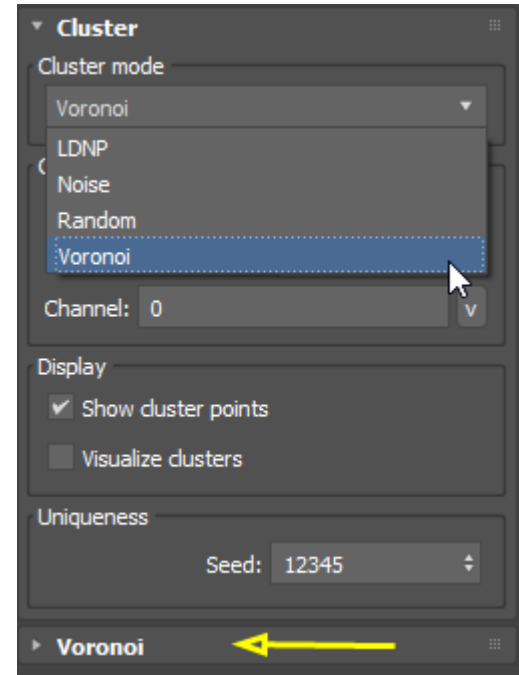 Cluster
Cluster mode
Voronoi
LDNP
Noise
Random
Voronoi
Channel: 0 v
Display
Show cluster points
Visualize clusters
Uniqueness
Seed: 12345
Voronoi